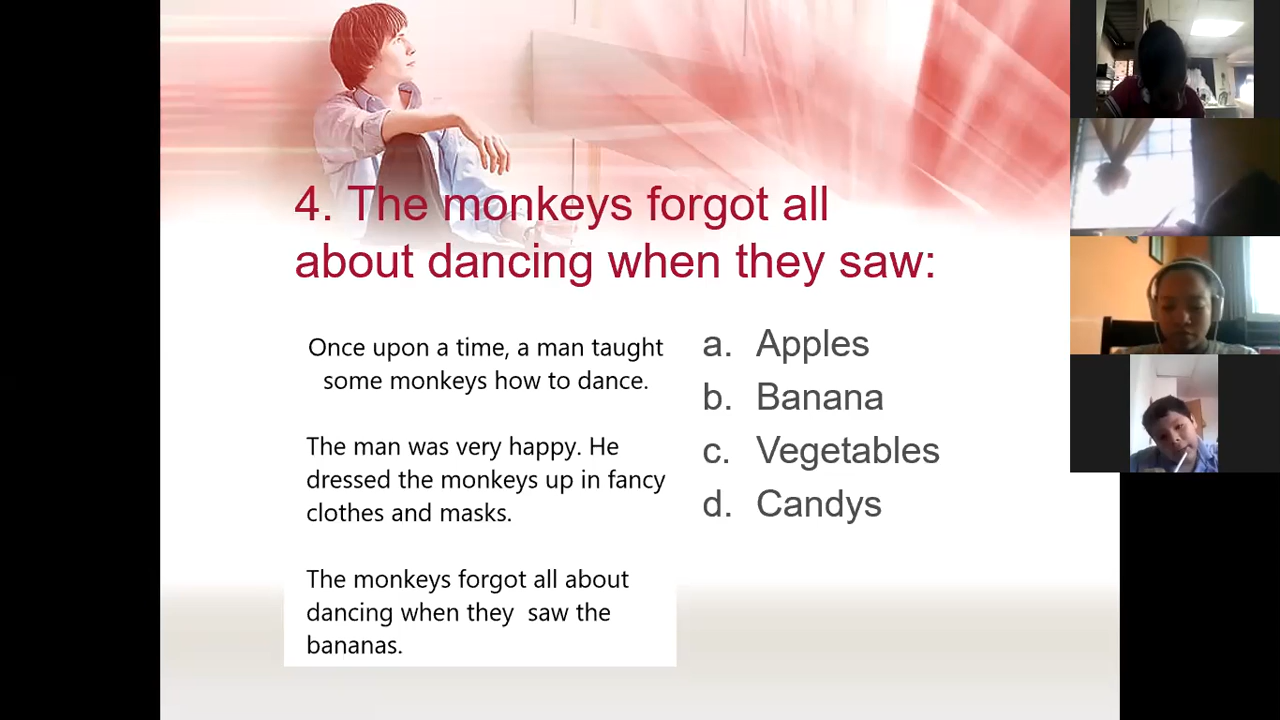 4. The monkeys forgot all
about dancing when they saw:
Once upon a time, a man taught
some monkeys how to dance.
The man was very happy. He
dressed the monkeys up in fancy
clothes and masks.
The monkeys forgot all about
dancing when they  saw the
bananas.
a. Apples
b. Banana
c. Vegetables
d. Candys